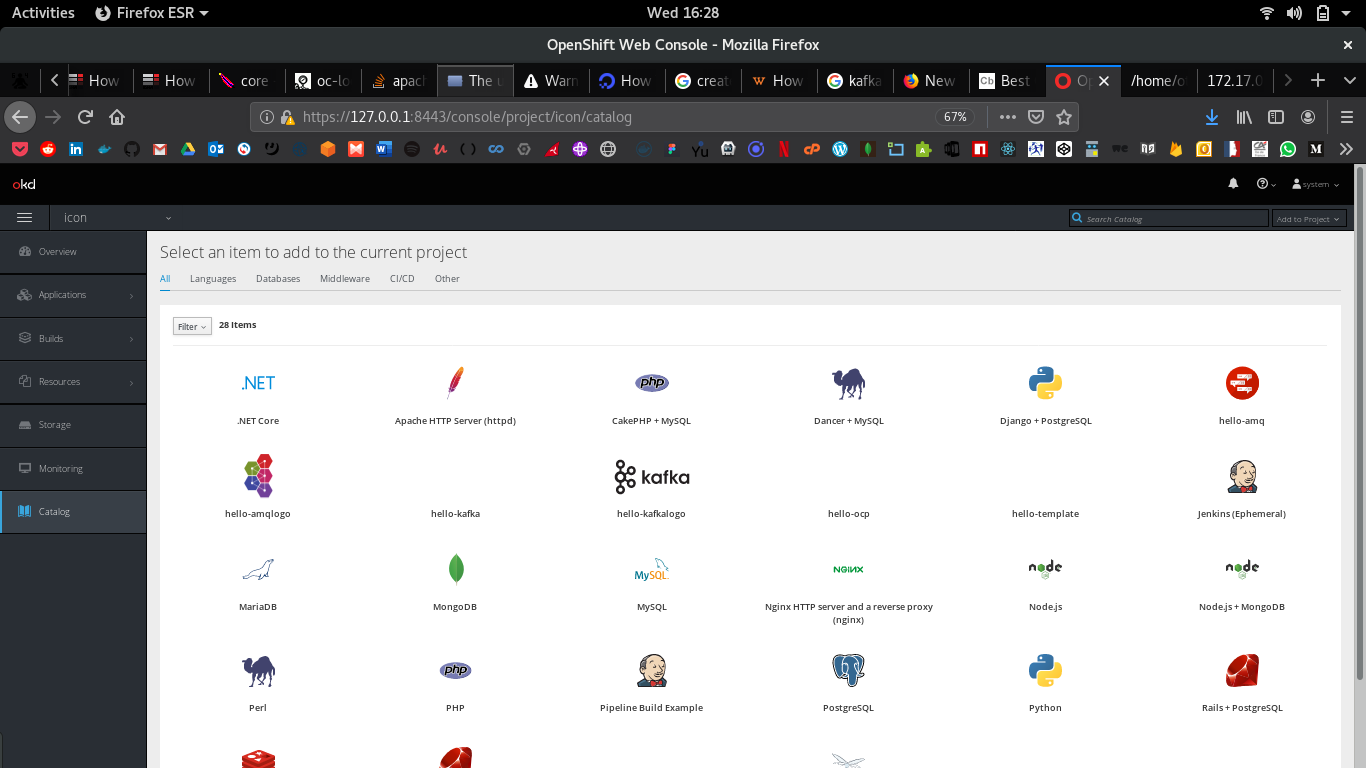 Activities Firefox ESR Wed 16:28
OpenShift Web Console - Mozilla Firefox
How How core oc-lo apac The u Warn How creat How kafka New Best Op /home/o 172.17.0
https://127.0.0.1:8443/console/project/icon/catalog 67%
okd system
icon Search Catalog Add to Project
Overview
Applications
Builds
Resources
Storage
Monitoring
Catalog
Select an item to add to the current project
All Languages Databases Middleware CI/CD Other
Filter 28 Items
.NET php
.NET Core Apache HTTP Server (httpd) CakePHP + MySQL Dancer + MySQL Django + PostgreSQL hello-amq
kafka
hello-amqlogo hello-kafka hello-kafkalogo hello-ocp hello-template Jenkins (Ephemeral)
MySQL NGINX node node
MariaDB MongoDB MySQL Nginx HTTP server and a reverse proxy (nginx) Node.js Node.js + MongoDB
php
Perl PHP Pipeline Build Example PostgreSQL Python Rails + PostgreSQL